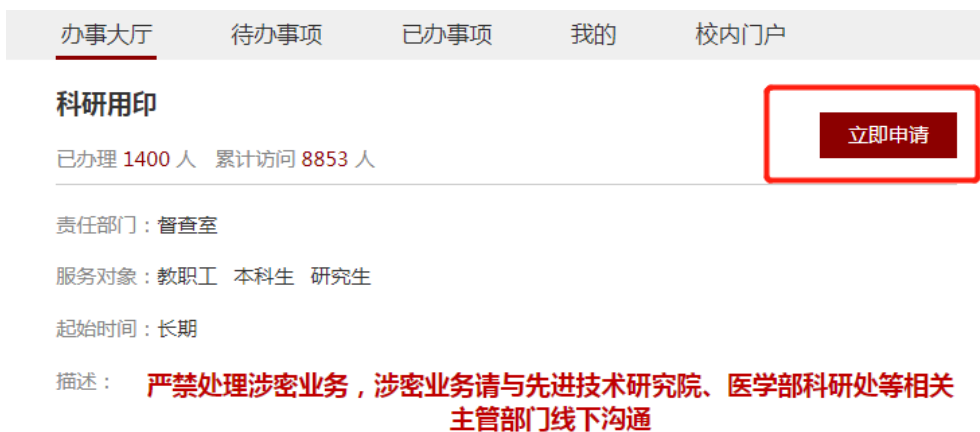 办事大厅 待办事项 已办事项 我的 校内门户
科研用印
立即申请
已办理 1400 人 累计访问 8853 人
责任部门：督查室
服务对象：教职工 本科生 研究生
起始时间：长期
描述： 严禁处理涉密业务，涉密业务请与先进技术研究院、医学部科研处等相关
主管部门线下沟通